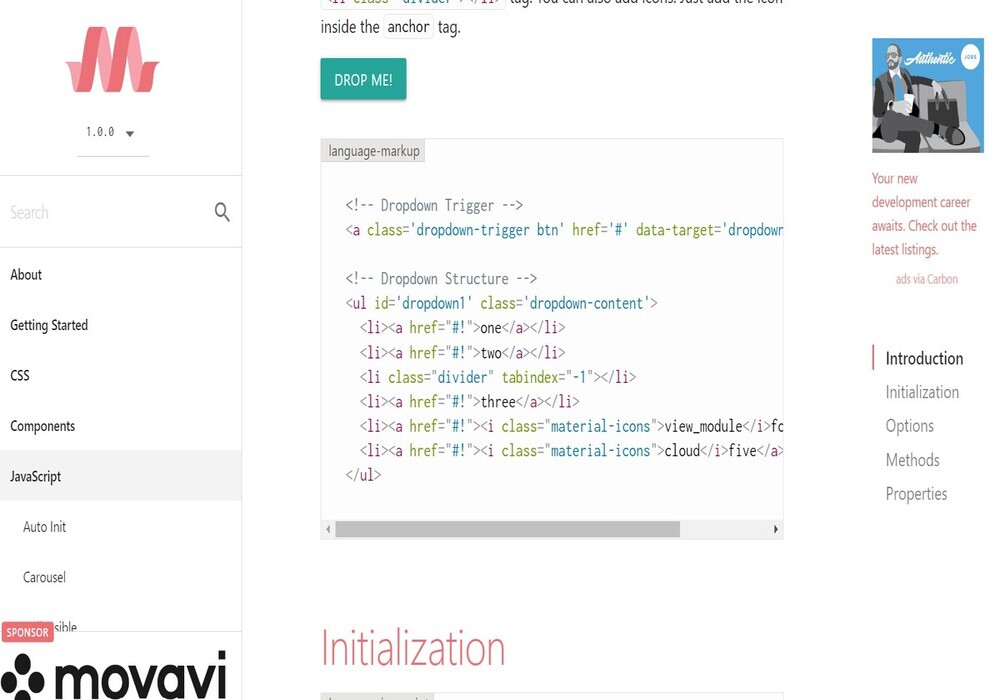 1.0.0
Search
About
Getting Started
CSS
Components
JavaScript
Auto Init
Carousel
sible
SPONSOR
movavi
<li class="divider"></li> tag. You can also add icons. Just add the icon
inside the anchor tag.
DROP ME!
language-markup
<!-- Dropdown Trigger -->
<a class='dropdown-trigger btn' href='#' data-target='dropdown
<!-- Dropdown Structure -->
<ul id='dropdown1' class='dropdown-content'>
<li><a href="#!">one</a></li>
<li><a href="#!">two</a></li>
<li class="divider" tabindex="-1"></li>
<li><a href="#!">three</a></li>
<li><a href="#!"><i class="material-icons">view_module</i>fo
<li><a href="#!"><i class="material-icons">cloud</i>five</a>
</ul>
Initialization
Authentic
JOBS
Your new
development career
awaits. Check out the
latest listings.
ads via Carbon
Introduction
Initialization
Options
Methods
Properties